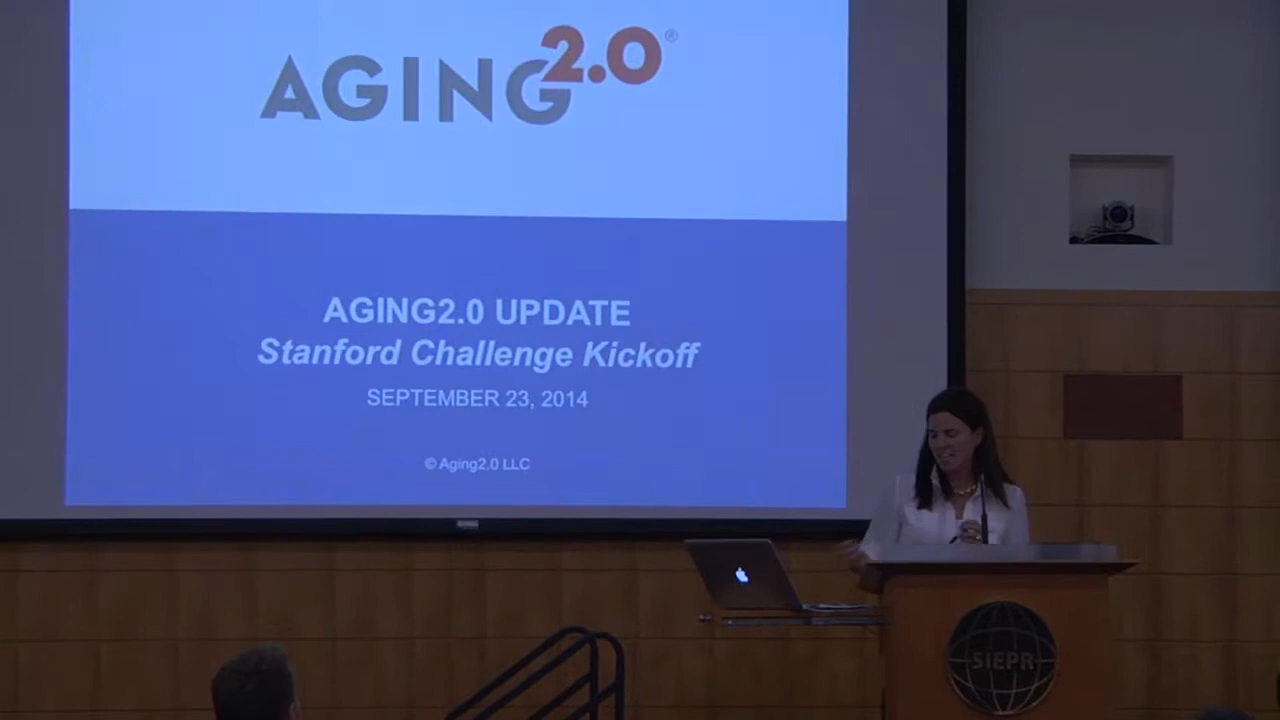 AGING2.0®
AGING2.0 UPDATE
Stanford Challenge Kickoff
SEPTEMBER 23, 2014
© Aging2.0 LLC
SIEPR